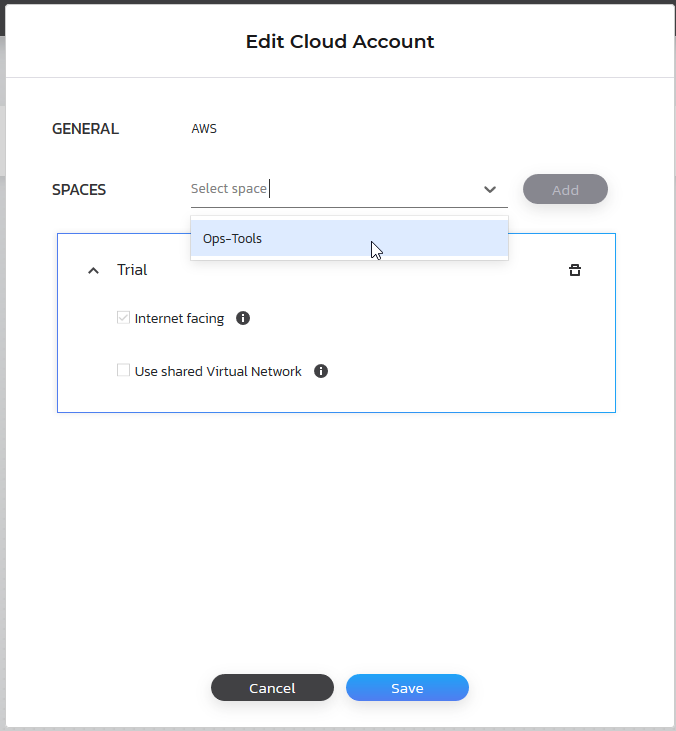 Edit Cloud Account
GENERAL AWS
SPACES Select space Add
Ops-Tools
Trial
Internet facing
Use shared Virtual Network
Cancel Save